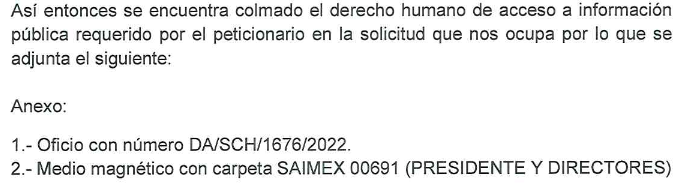 Así entonces se encuentra colmado el derecho humano de acceso a información
pública requerido por el peticionario en la solicitud que nos ocupa por lo que se
adjunta el siguiente:
Anexo:
1.- Oficio con número DA/SCH/1676/2022.
2.- Medio magnético con carpeta SAIMEX 00691 (PRESIDENTE Y DIRECTORES)